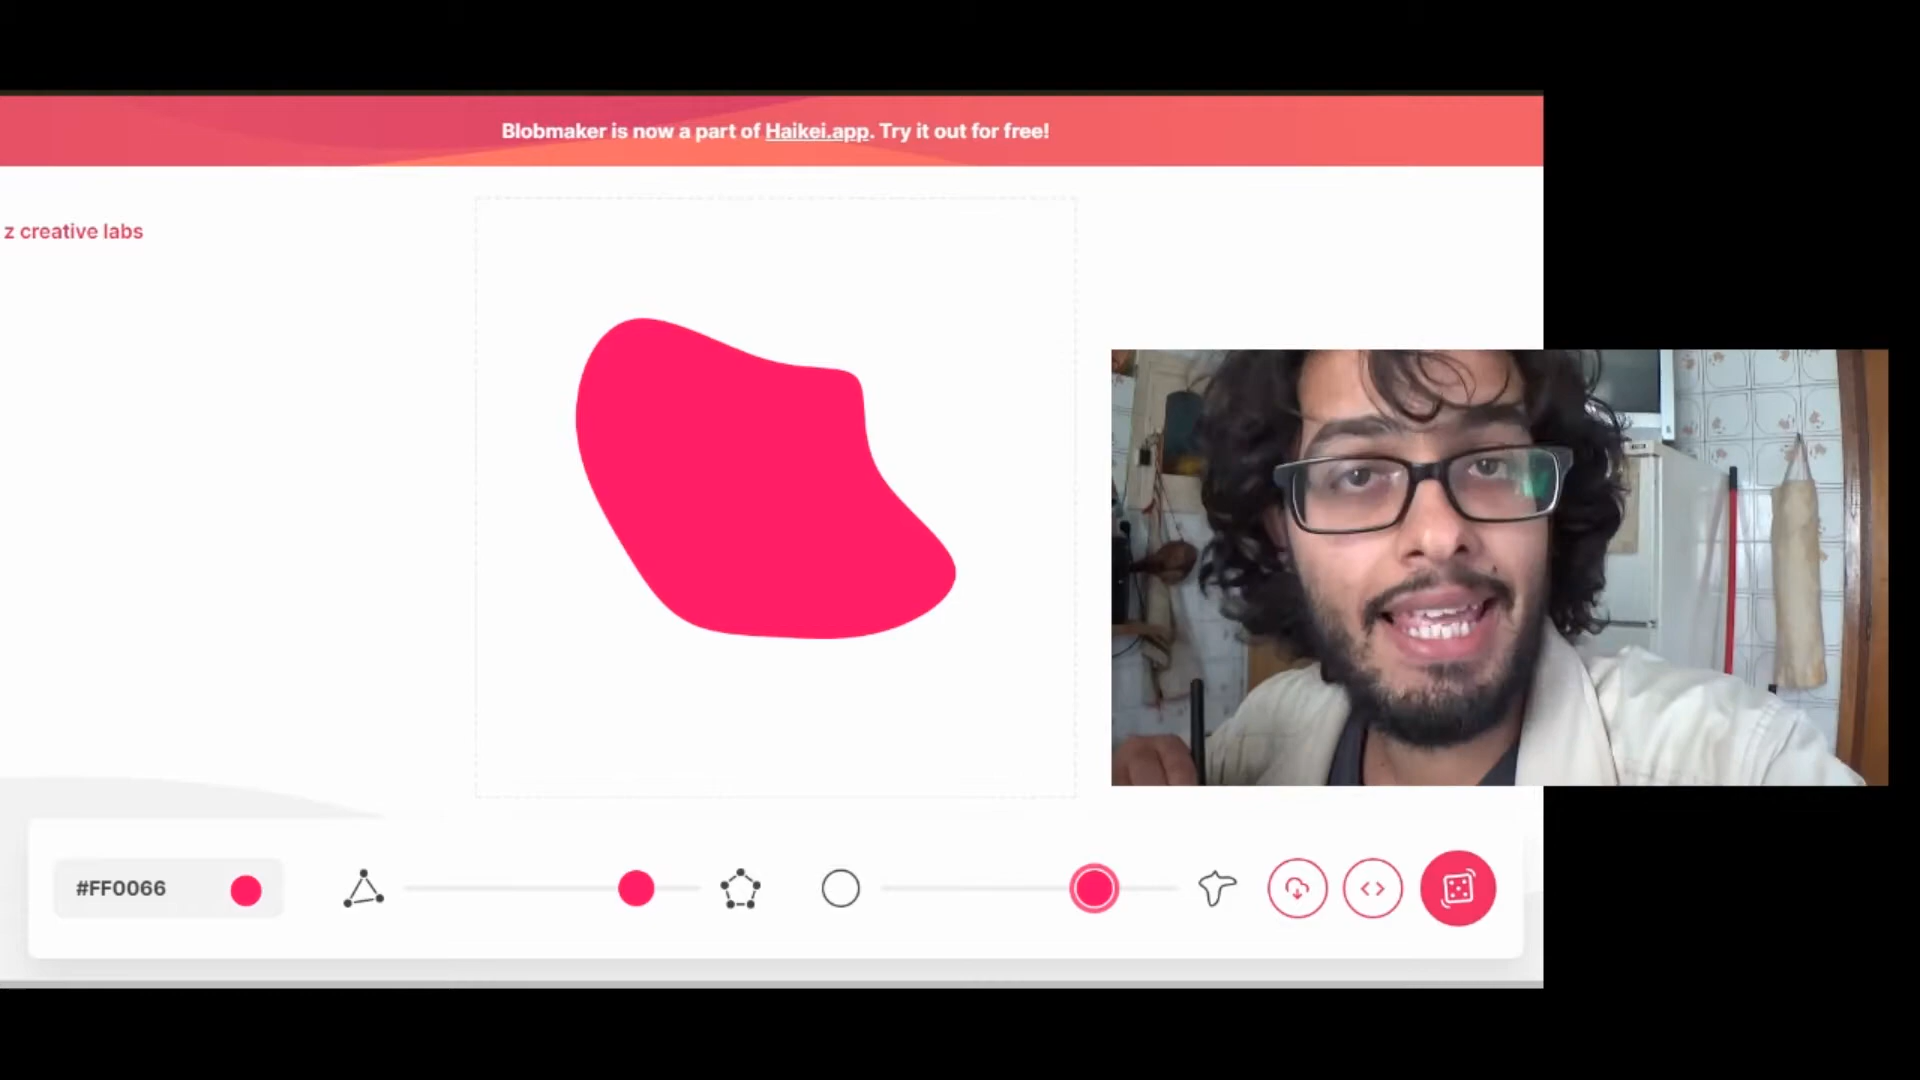 Blobmaker is now a part of Haikei.app. Try it out for free!
z creative labs
#FF0066